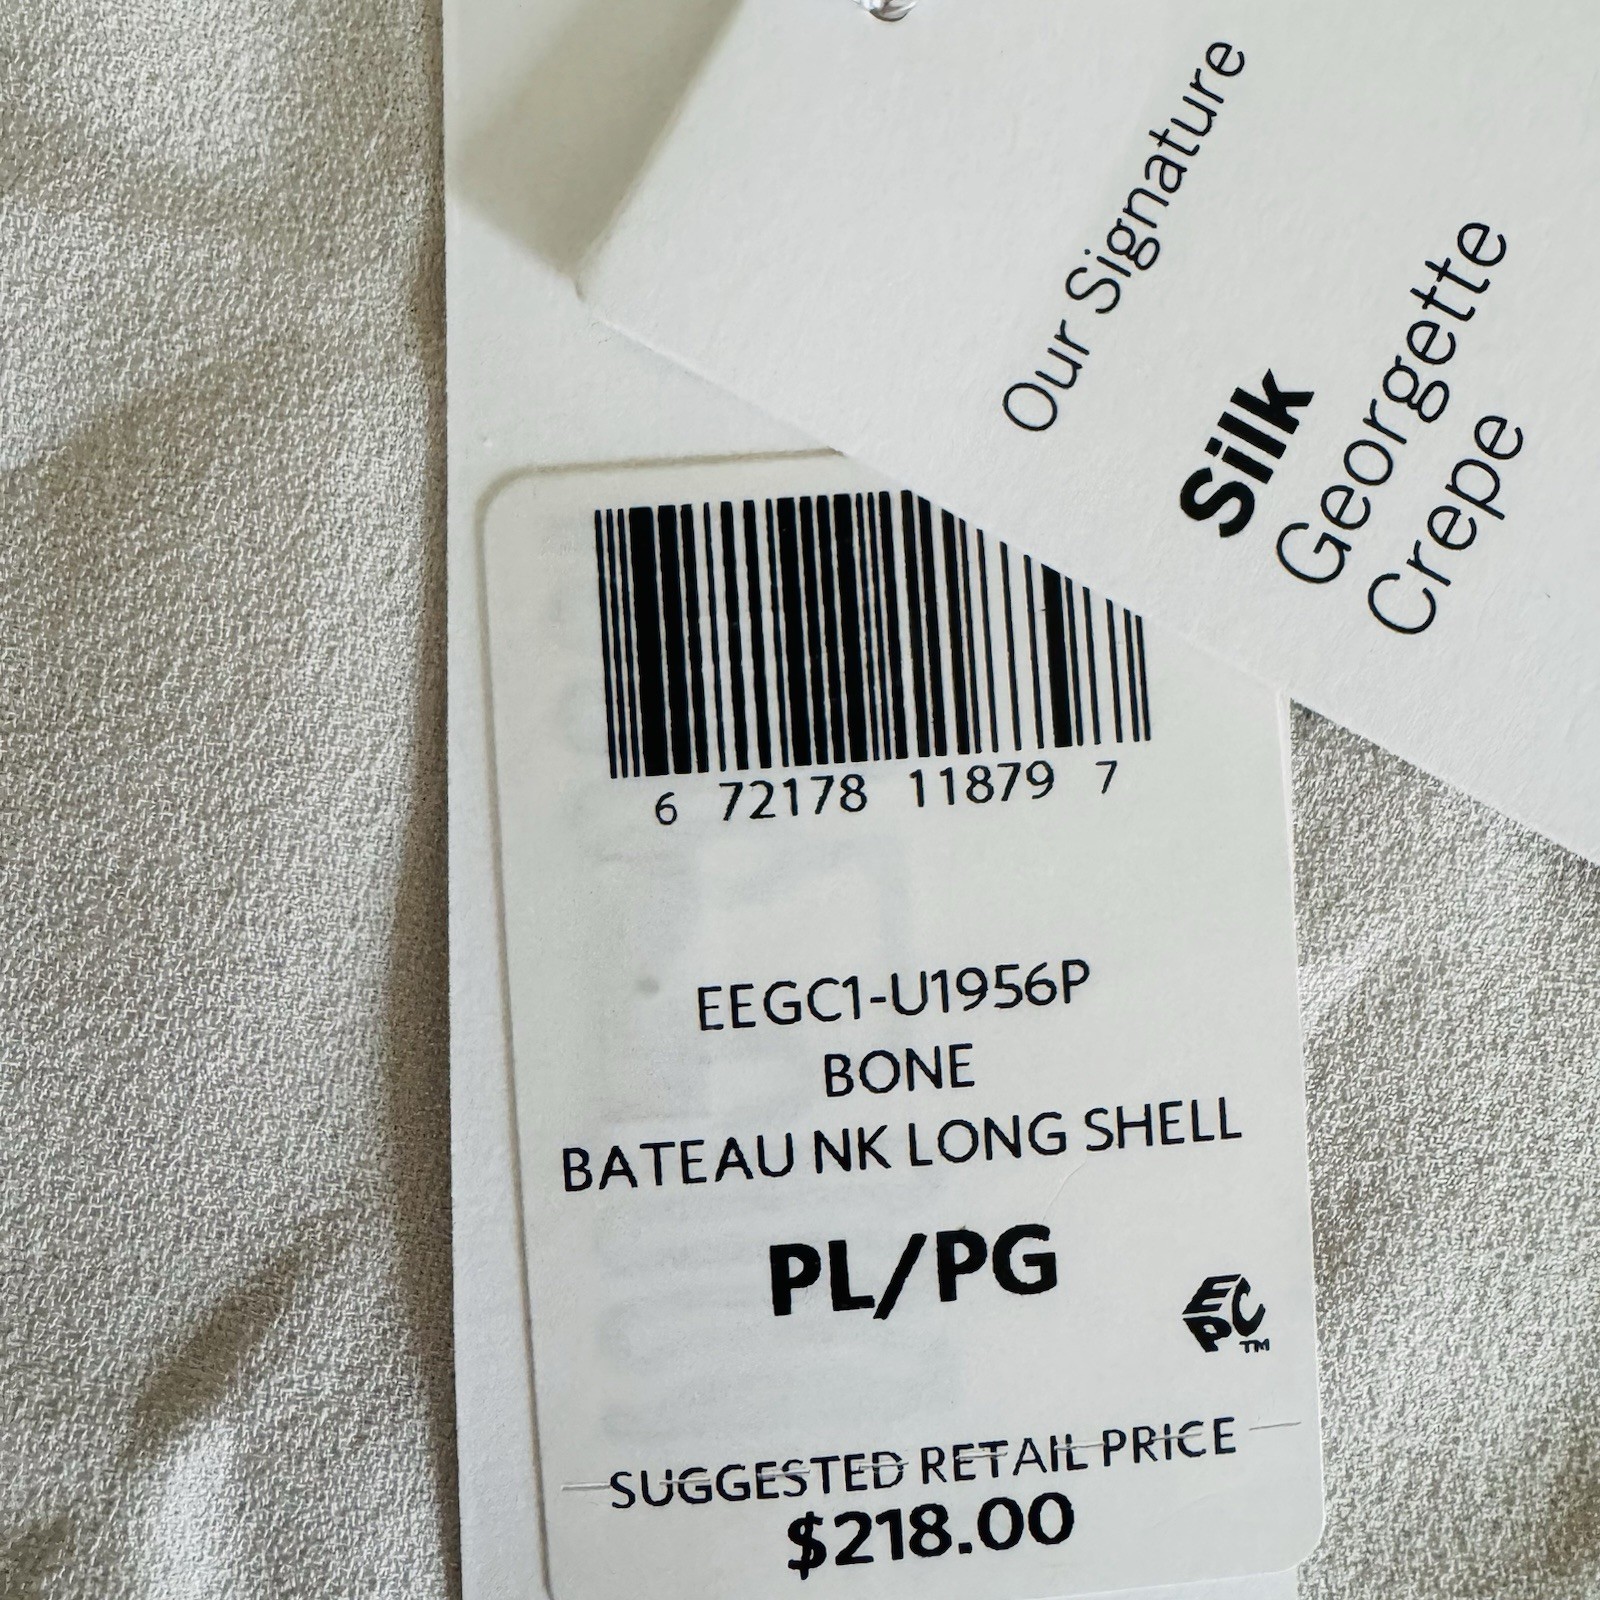 Our Signature
Silk
Georgette
Crepe
6 72178 11879 7
EEGC1-U1956P
BONE
BATEAU NK LONG SHELL
PL/PG
EPC™
SUGGESTED RETAIL PRICE
$218.00